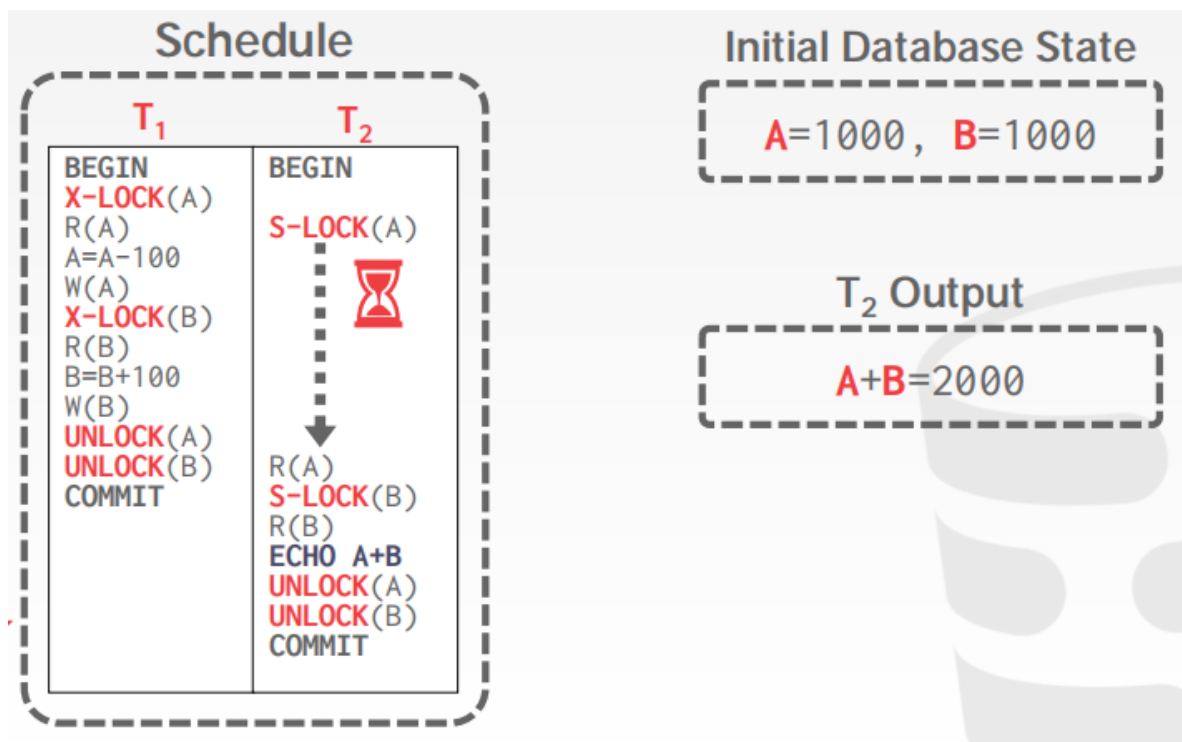 Schedule
T1
T2
BEGIN
X-LOCK(A)
R(A)
A=A-100
W(A)
X-LOCK(B)
R(B)
B=B+100
W(B)
UNLOCK(A)
UNLOCK(B)
COMMIT
BEGIN
S-LOCK(A)
R(A)
S-LOCK(B)
R(B)
ECHO A+B
UNLOCK(A)
UNLOCK(B)
COMMIT
Initial Database State
A=1000, B=1000
T2 Output
A+B=2000